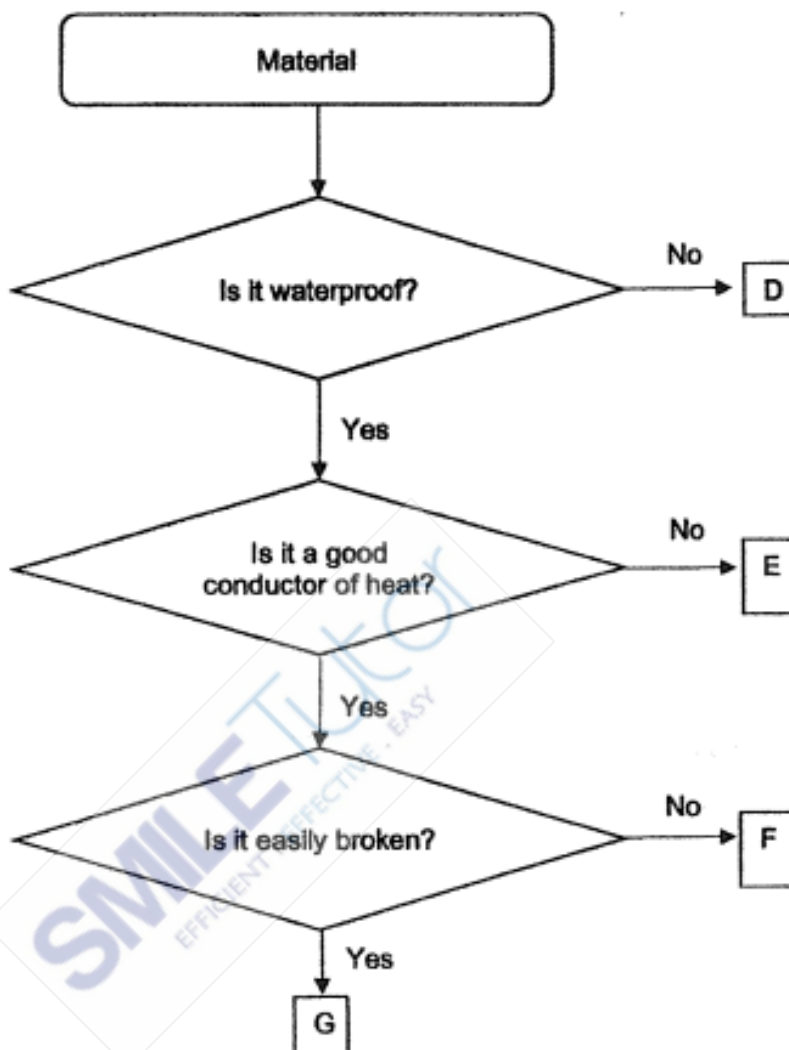 Material
Is it waterproof?
No
D
Yes
Is it a good
conductor of heat?
No
E
Yes
Is it easily broken?
No
F
Yes
G
SMILE Tutor
EFFICIENT . EFFECTIVE . EASY